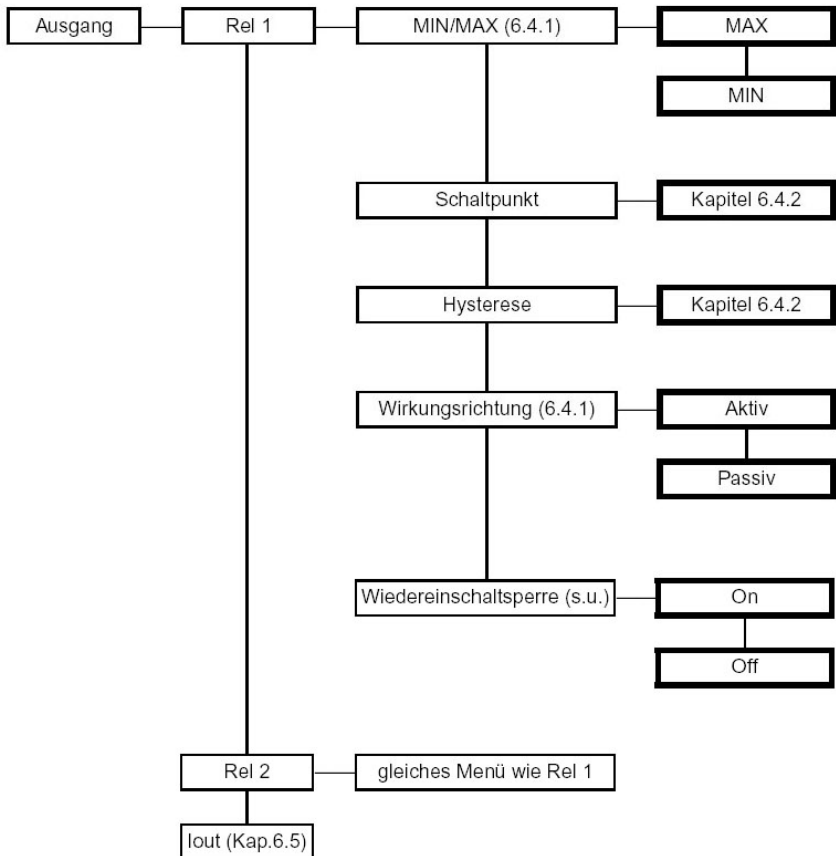 Ausgang
Rel 1
MIN/MAX (6.4.1)
MAX
MIN
Schaltpunkt
Kapitel 6.4.2
Hysterese
Kapitel 6.4.2
Wirkungsrichtung (6.4.1)
Aktiv
Passiv
Wiedereinschaltsperre (s.u.)
On
Off
Rel 2
gleiches Menü wie Rel 1
Iout (Kap.6.5)